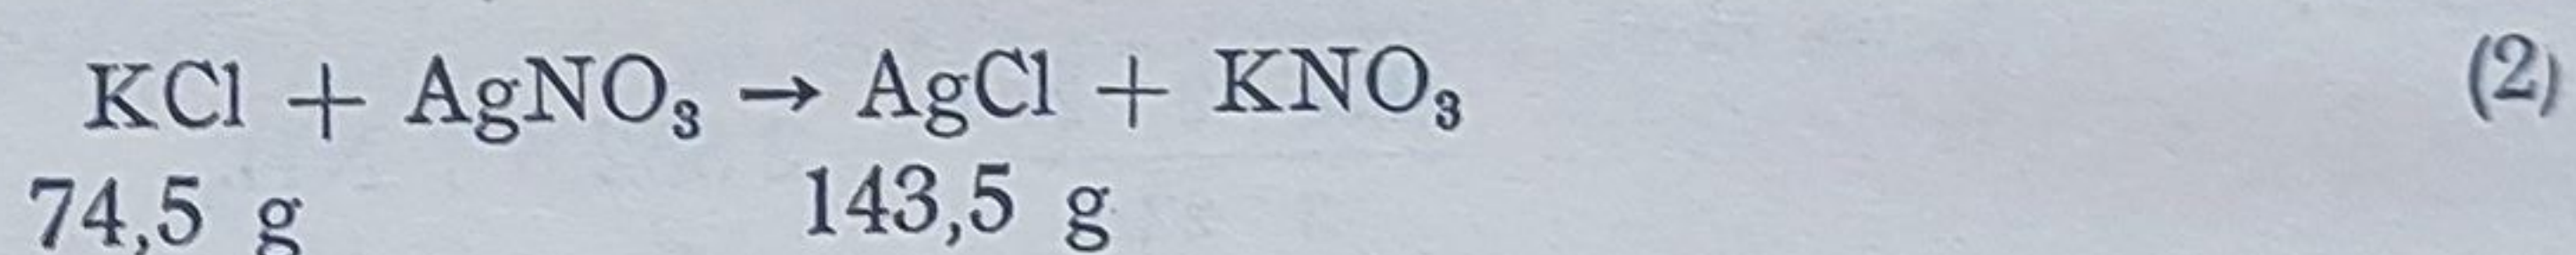 KCl + AgNO₃ → AgCl + KNO₃ (2)
74,5 g 143,5 g